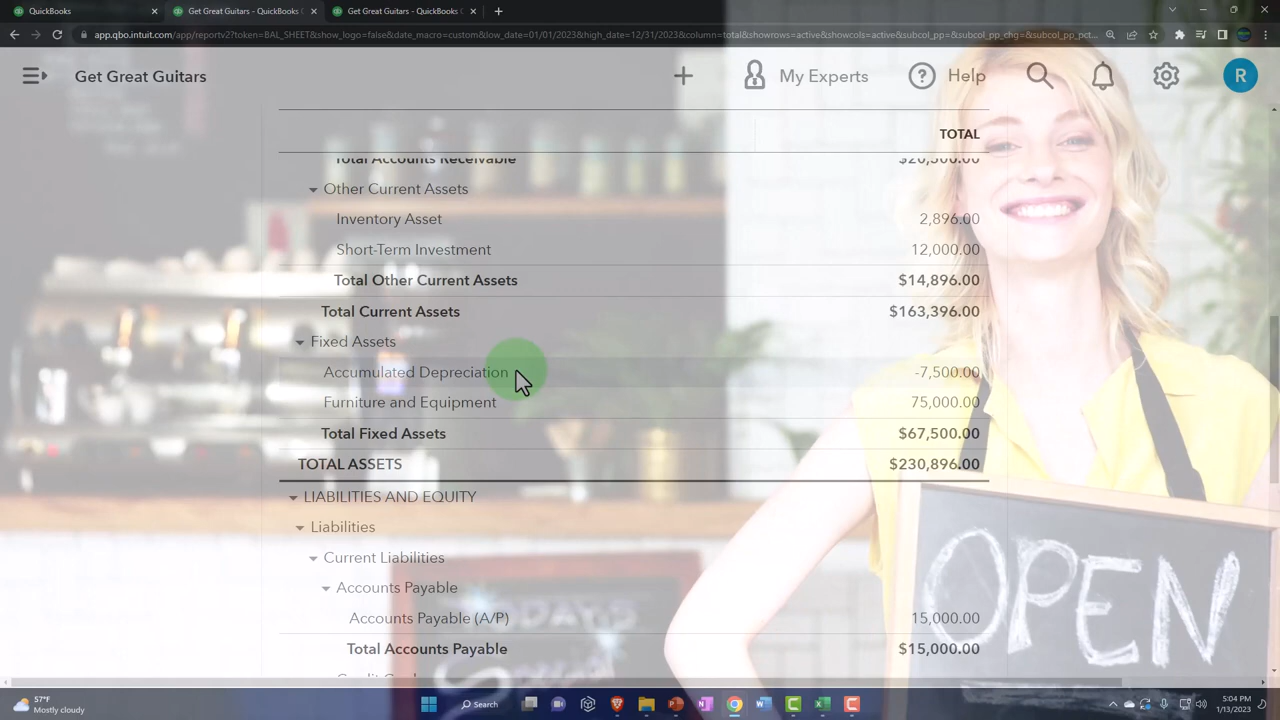 QuickBooks
Get Great Guitars - QuickBooks
Get Great Guitars - QuickBooks
app.qbo.intuit.com/app/reportv2?token=BAL_SHEET&show_logo=false&date_macro=custom&low_date=01/01/2023&high_date=12/31/2023&column=total&showrows=active&showcols=active&subcol_pp=&subcol_pp_chg=&subcol_pp_pct...
Get Great Guitars
My Experts
Help
R
TOTAL
Total Accounts Receivable $20,500.00
Other Current Assets
Inventory Asset 2,896.00
Short-Term Investment 12,000.00
Total Other Current Assets $14,896.00
Total Current Assets $163,396.00
Fixed Assets
Accumulated Depreciation -7,500.00
Furniture and Equipment 75,000.00
Total Fixed Assets $67,500.00
TOTAL ASSETS $230,896.00
LIABILITIES AND EQUITY
Liabilities
Current Liabilities
Accounts Payable
Accounts Payable (A/P) 15,000.00
Total Accounts Payable $15,000.00
OPEN
57°F
Mostly cloudy
Search
5:04 PM
1/13/2023